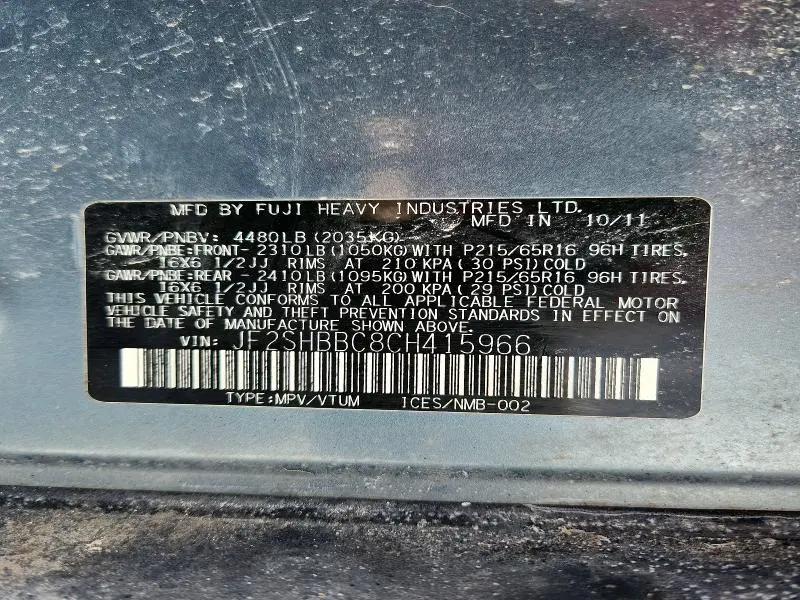 MFD BY FUJI HEAVY INDUSTRIES LTD.
MFD IN 10/11
GVWR/PNBV: 4480LB(2035KG)
GAWR/PNBE:FRONT-2310LB(1050KG)WITH P215/65R16 96H TIRES.
16X6 1/2JJ RIMS AT 210 KPA(30 PSI)COLD
GAWR/PNBE:REAR -2410LB(1095KG)WITH P215/65R16 96H TIRES.
16X6 1/2JJ RIMS AT 200 KPA(29 PSI)COLD
THIS VEHICLE CONFORMS TO ALL APPLICABLE FEDERAL MOTOR
VEHICLE SAFETY AND THEFT PREVENTION STANDARDS IN EFFECT ON
THE DATE OF MANUFACTURE SHOWN ABOVE.
VIN: JF2SHBBC8CH415966
TYPE:MPV/VTUM ICES/NMB-002